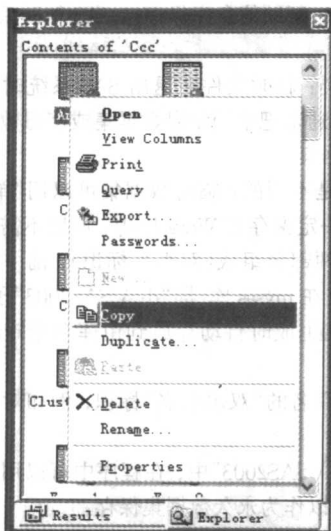 Explorer
Contents of 'Ccc'
Open
View Columns
Print
Query
Export...
Passwords...
New
Copy
Duplicate...
Paste
Clust
Delete
Rename...
Properties
Results
Explorer